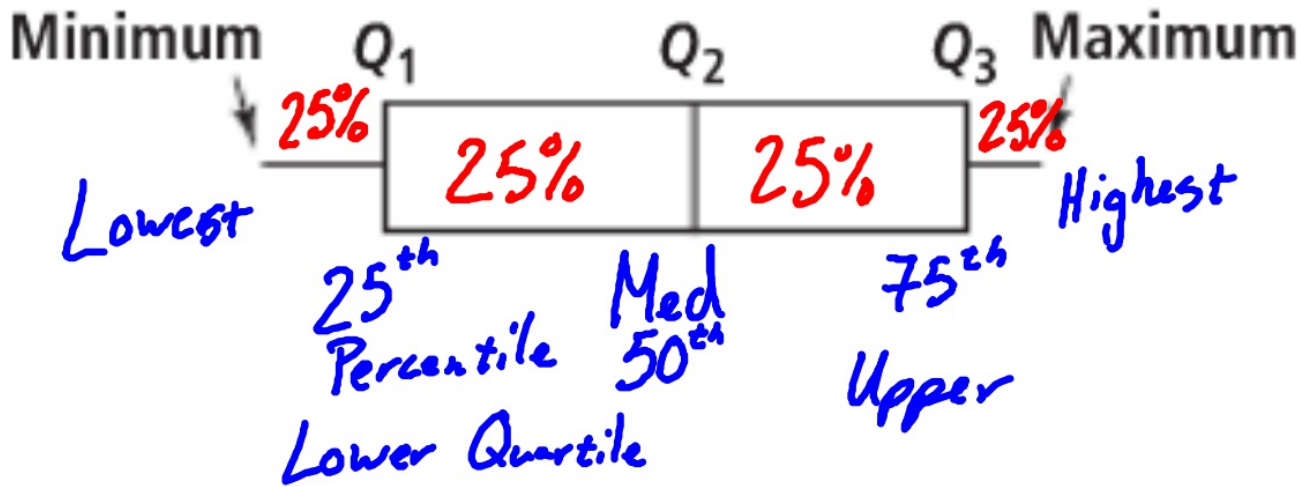 Minimum Q1 Q2 Q3 Maximum
25% 25% 25% 25%
Lowest Highest
25th Med 75th
Percentile 50th Upper
Lower Quartile